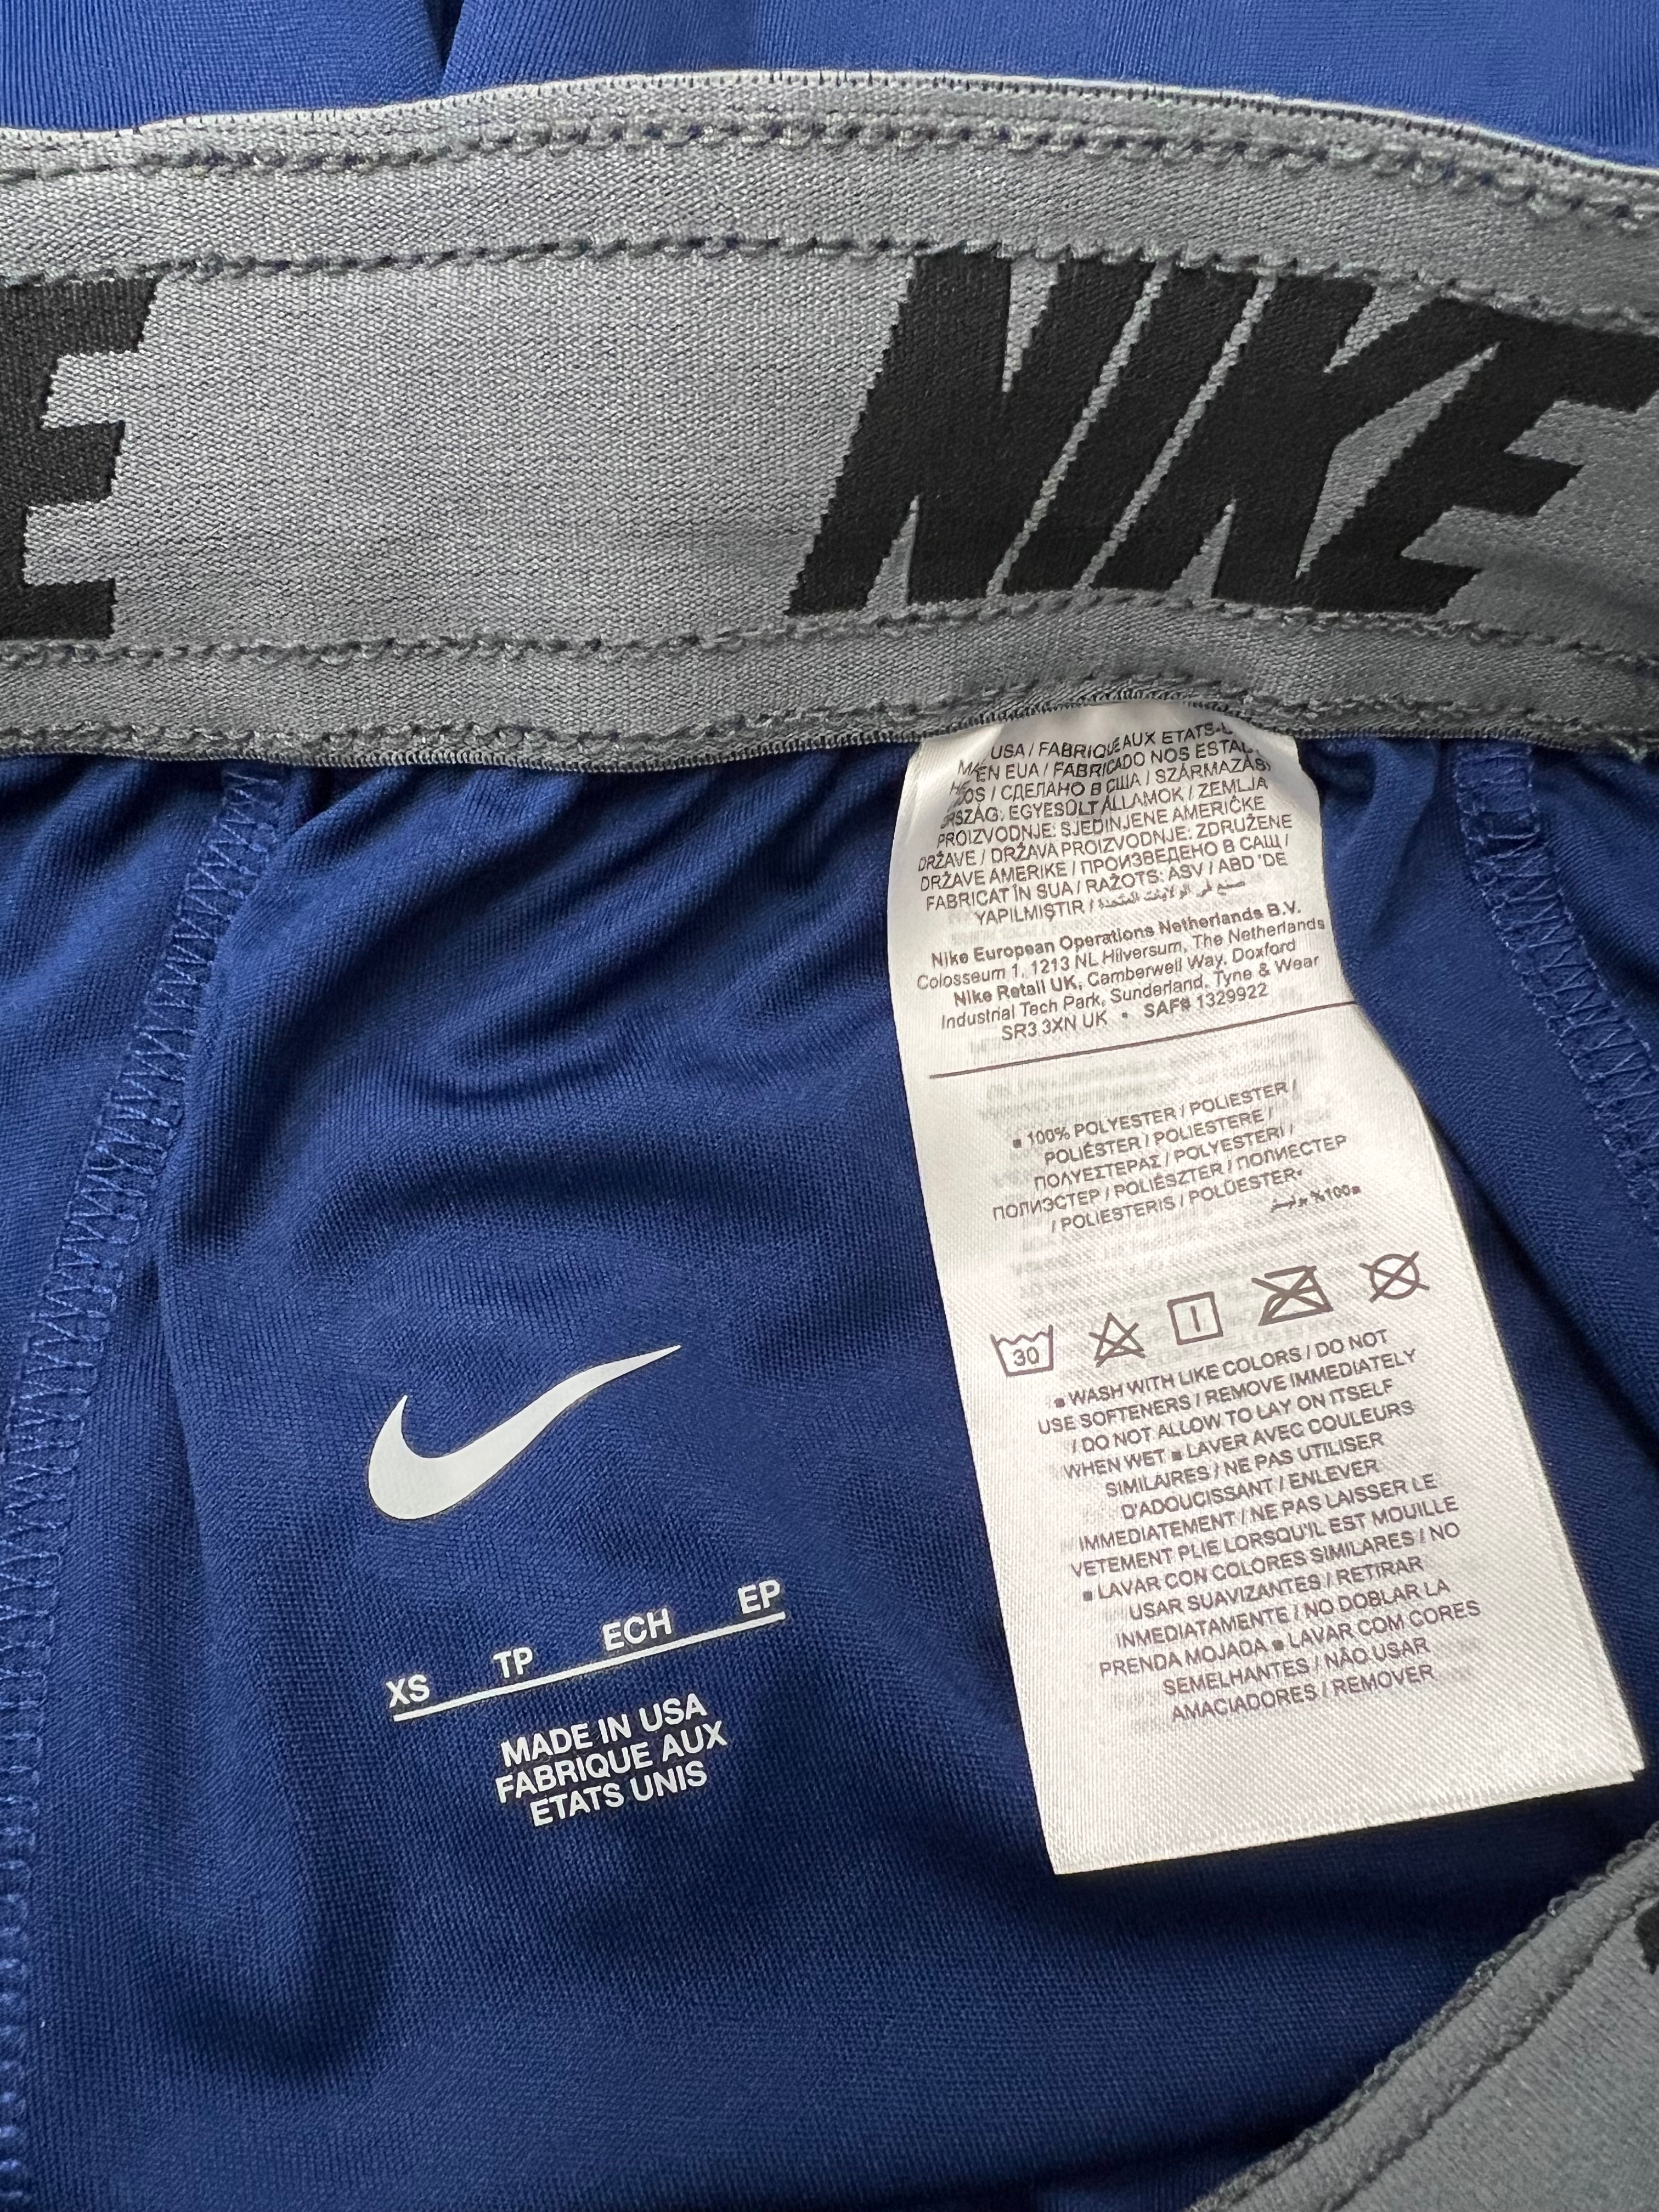 E
NIKE
USA / FABRIQUE AUX ETATS-U
EN EUA / FABRICADO NOS ESTAD
DOS / СДЕЛАНО В США / SZÁRMAZÁSI
ORSZÁG: EGYESÜLT ÁLLAMOK / ZEMLJA
PROIZVODNJE: SJEDINJENE AMERIČKE
DRŽAVE / DRŽAVA PROIZVODNJE: ZDRUŽENE
DRŽAVE AMERIKE / ПРОИЗВЕДЕНО В САЩ /
FABRICAT ÎN SUA / RAŽOTS: ASV / ABD 'DE
YAPILMIŞTIR / صنع في الولايات المتحدة
Nike European Operations Netherlands B.V.
Colosseum 1, 1213 NL Hilversum, The Netherlands
Nike Retail UK, Camberwell Way, Doxford
Industrial Tech Park, Sunderland, Tyne & Wear
SR3 3XN UK • SAF# 1329922
■ 100% POLYESTER / POLIESTER /
POLIÉSTER / POLIESTERE /
ΠΟΛΥΕΣΤΕΡΑΣ / POLYESTERI /
ПОЛИЭСТЕР / POLIÉSZTER / ПОЛИЕСТЕР
/ POLIESTERIS / POLÜESTER•
%100■
30
■ WASH WITH LIKE COLORS / DO NOT
USE SOFTENERS / REMOVE IMMEDIATELY
/ DO NOT ALLOW TO LAY ON ITSELF
WHEN WET ■ LAVER AVEC COULEURS
SIMILAIRES / NE PAS UTILISER
D'ADOUCISSANT / ENLEVER
IMMEDIATEMENT / NE PAS LAISSER LE
VETEMENT PLIE LORSQU'IL EST MOUILLE
■ LAVAR CON COLORES SIMILARES / NO
USAR SUAVIZANTES / RETIRAR
INMEDIATAMENTE / NO DOBLAR LA
PRENDA MOJADA ■ LAVAR COM CORES
SEMELHANTES / NÃO USAR
AMACIADORES / REMOVER
XS TP ECH EP
MADE IN USA
FABRIQUE AUX
ETATS UNIS